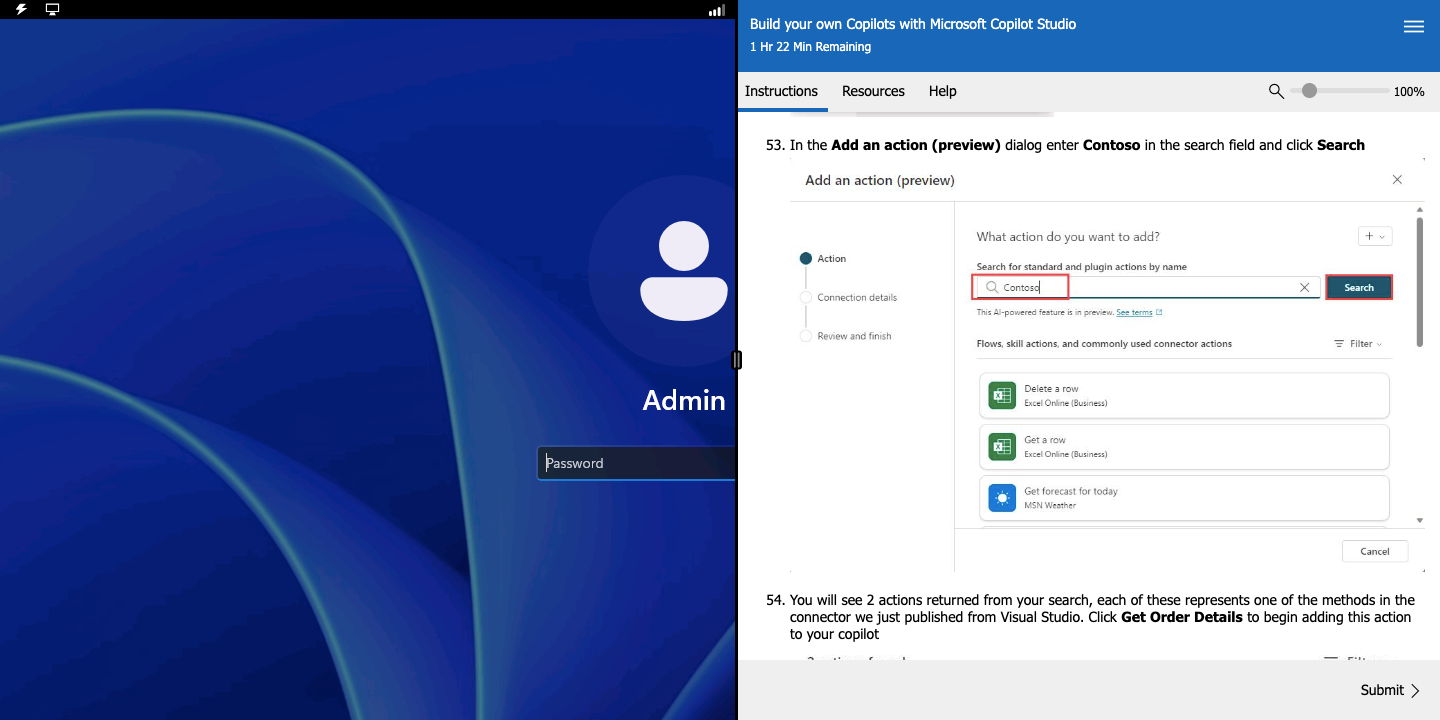 Admin
Password
Build your own Copilots with Microsoft Copilot Studio
1 Hr 22 Min Remaining
Instructions Resources Help 100%
53. In the Add an action (preview) dialog enter Contoso in the search field and click Search
Add an action (preview)
Action
Connection details
Review and finish
What action do you want to add?
Search for standard and plugin actions by name
Contoso
Search
This AI-powered feature is in preview. See terms
Flows, skill actions, and commonly used connector actions
Filter
Delete a row
Excel Online (Business)
Get a row
Excel Online (Business)
Get forecast for today
MSN Weather
Cancel
54. You will see 2 actions returned from your search, each of these represents one of the methods in the
connector we just published from Visual Studio. Click Get Order Details to begin adding this action
to your copilot
Submit